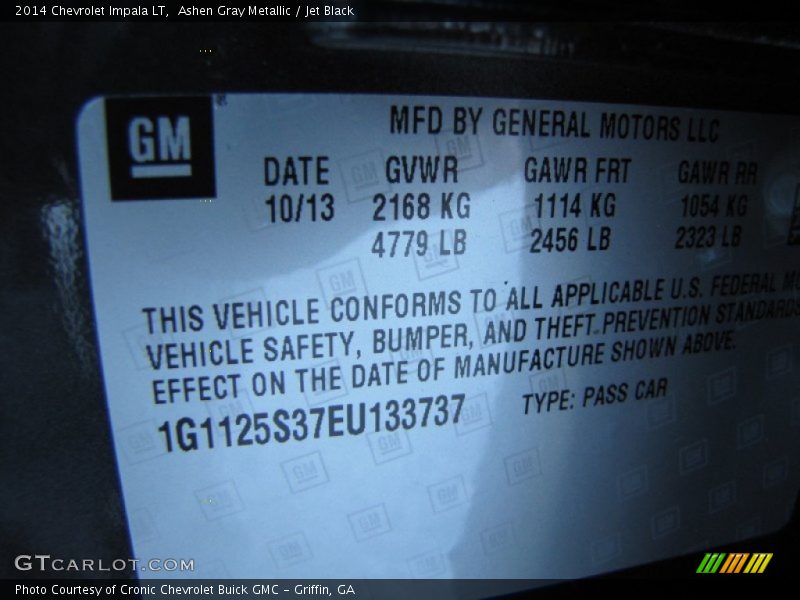 2014 Chevrolet Impala LT,  Ashen Gray Metallic / Jet Black
GM
MFD BY GENERAL MOTORS LLC
DATE GVWR GAWR FRT GAWR RR
10/13 2168 KG 1114 KG 1054 KG
4779 LB 2456 LB 2323 LB
THIS VEHICLE CONFORMS TO ALL APPLICABLE U.S. FEDERAL
VEHICLE SAFETY, BUMPER, AND THEFT PREVENTION STANDARDS
EFFECT ON THE DATE OF MANUFACTURE SHOWN ABOVE.
1G1125S37EU133737 TYPE: PASS CAR
GTCARLOT.COM
Photo Courtesy of Cronic Chevrolet Buick GMC – Griffin, GA